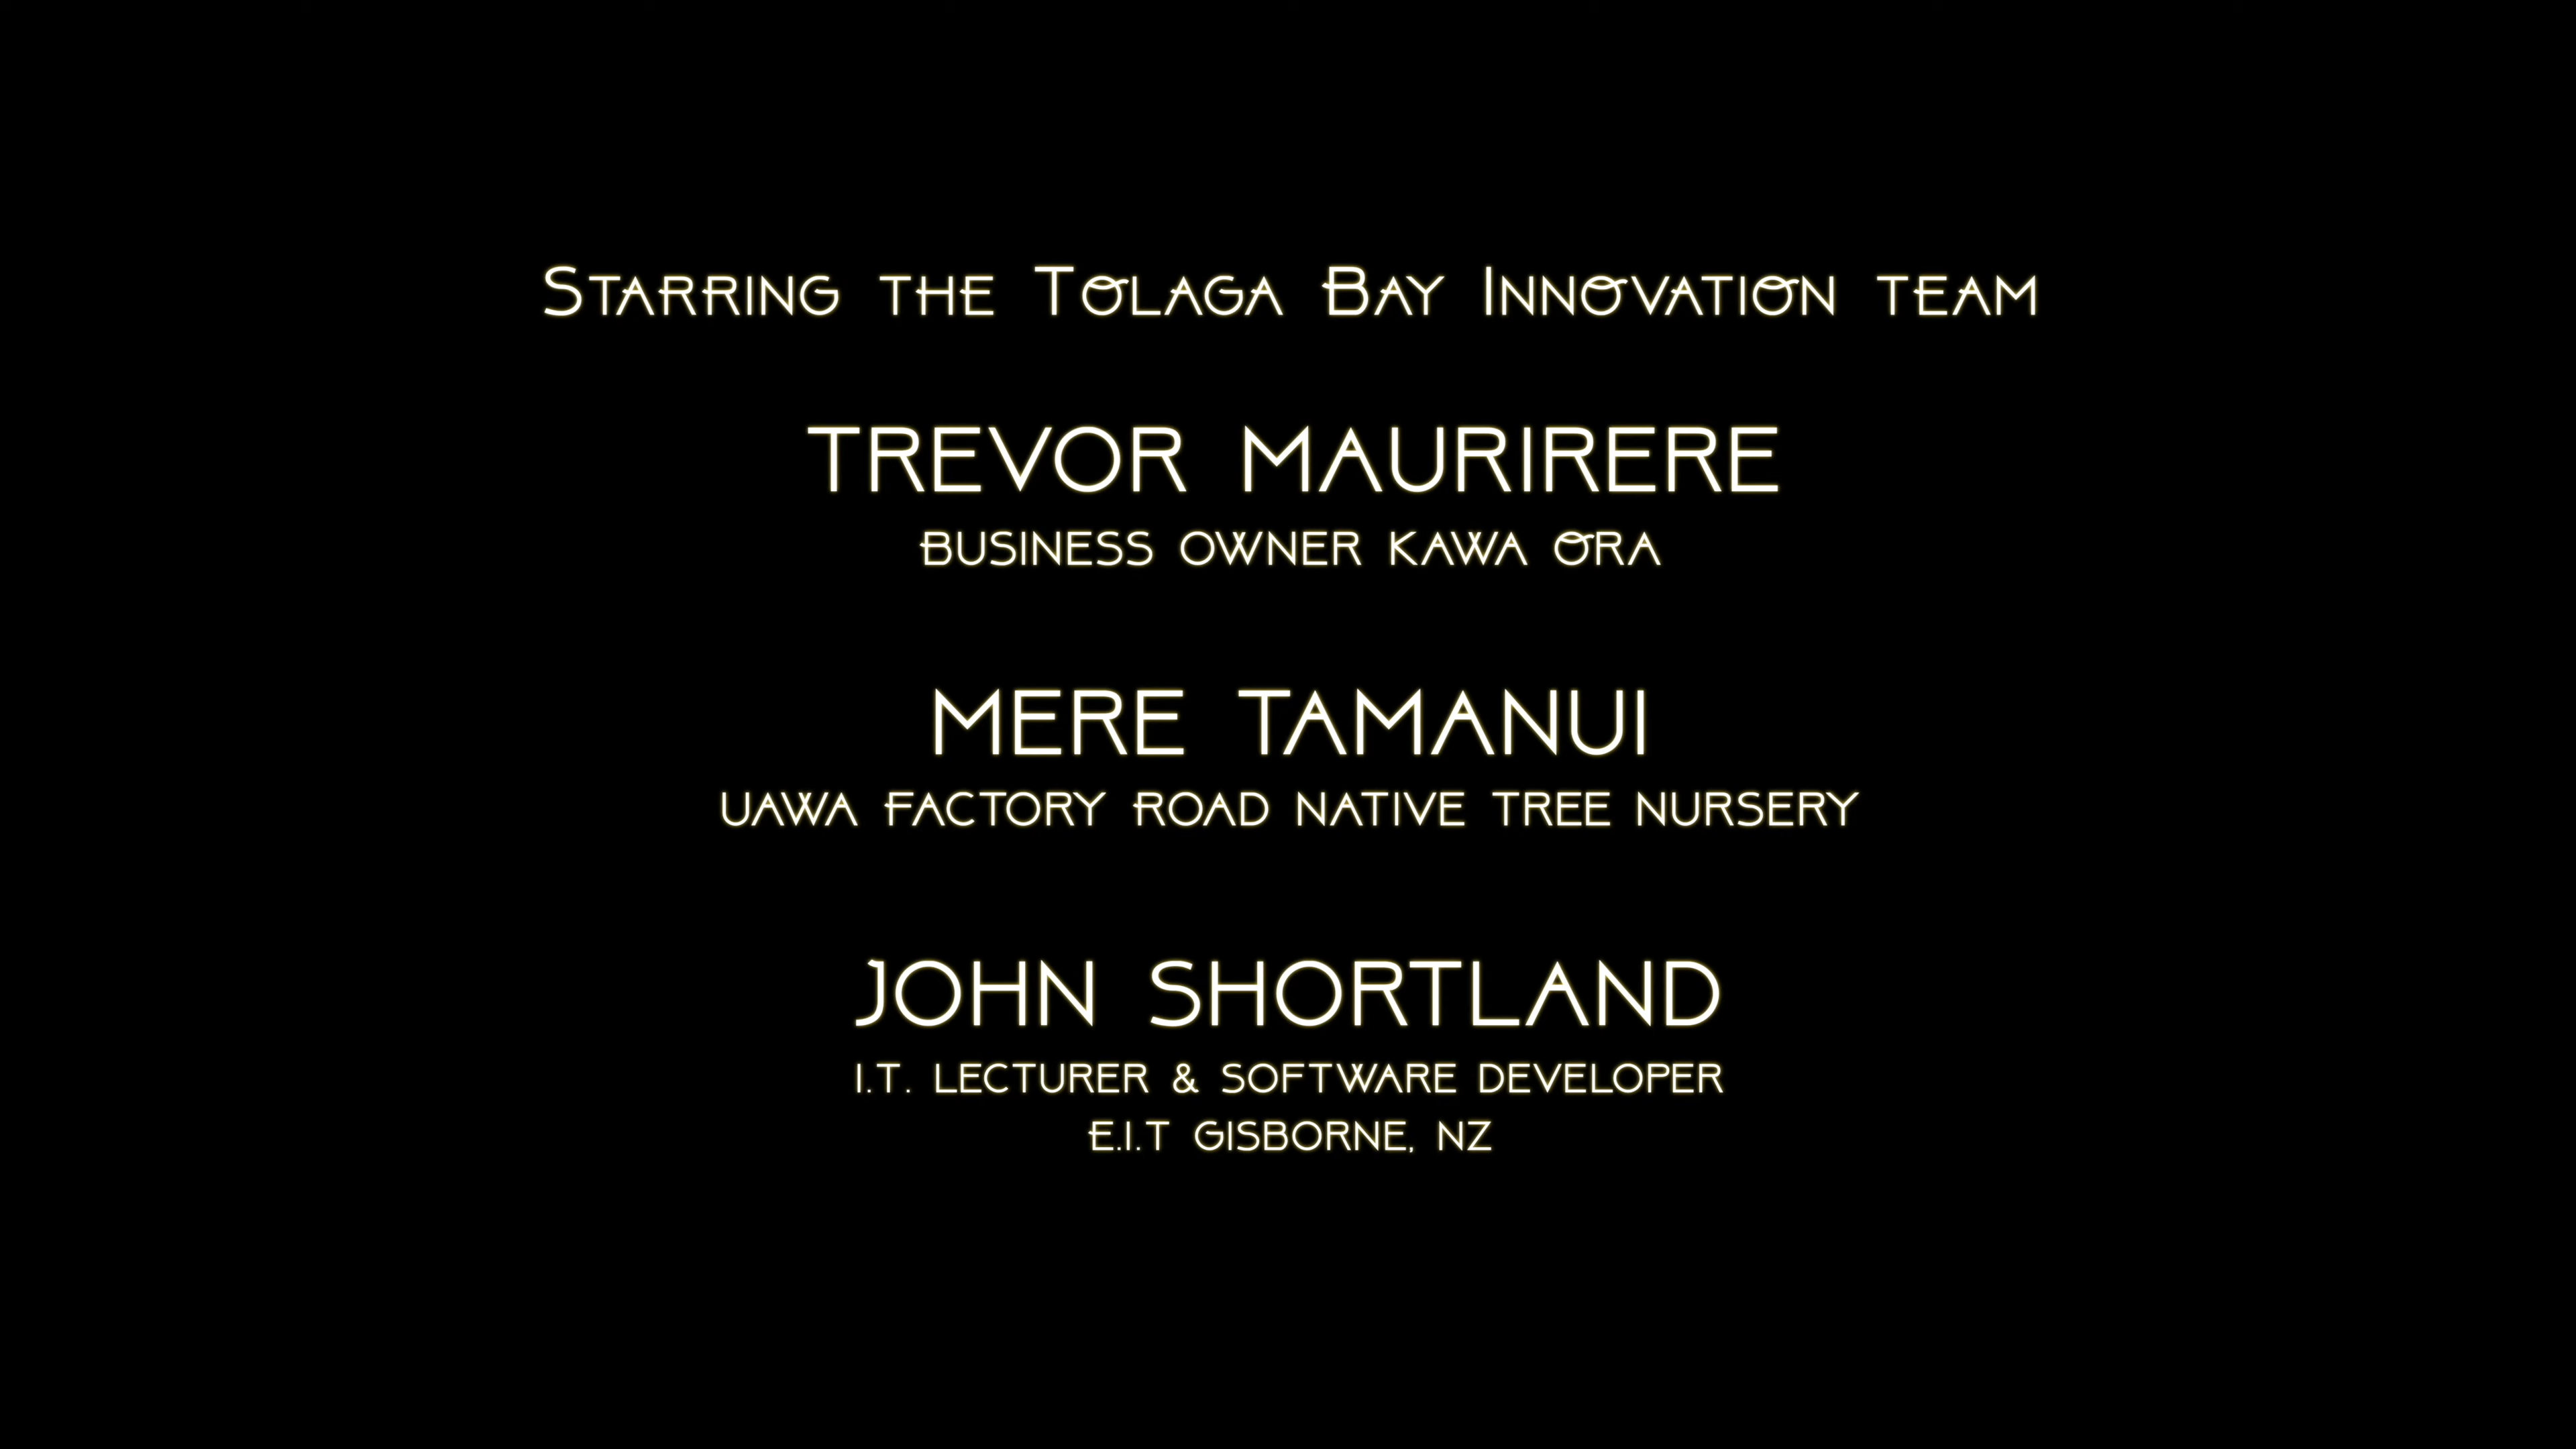 Starring the Tolaga Bay Innovation team
TREVOR MAURIRERE
BUSINESS OWNER KAWA ORA
MERE TAMANUI
UAWA FACTORY ROAD NATIVE TREE NURSERY
JOHN SHORTLAND
I.T. LECTURER & SOFTWARE DEVELOPER
E.I.T GISBORNE, NZ